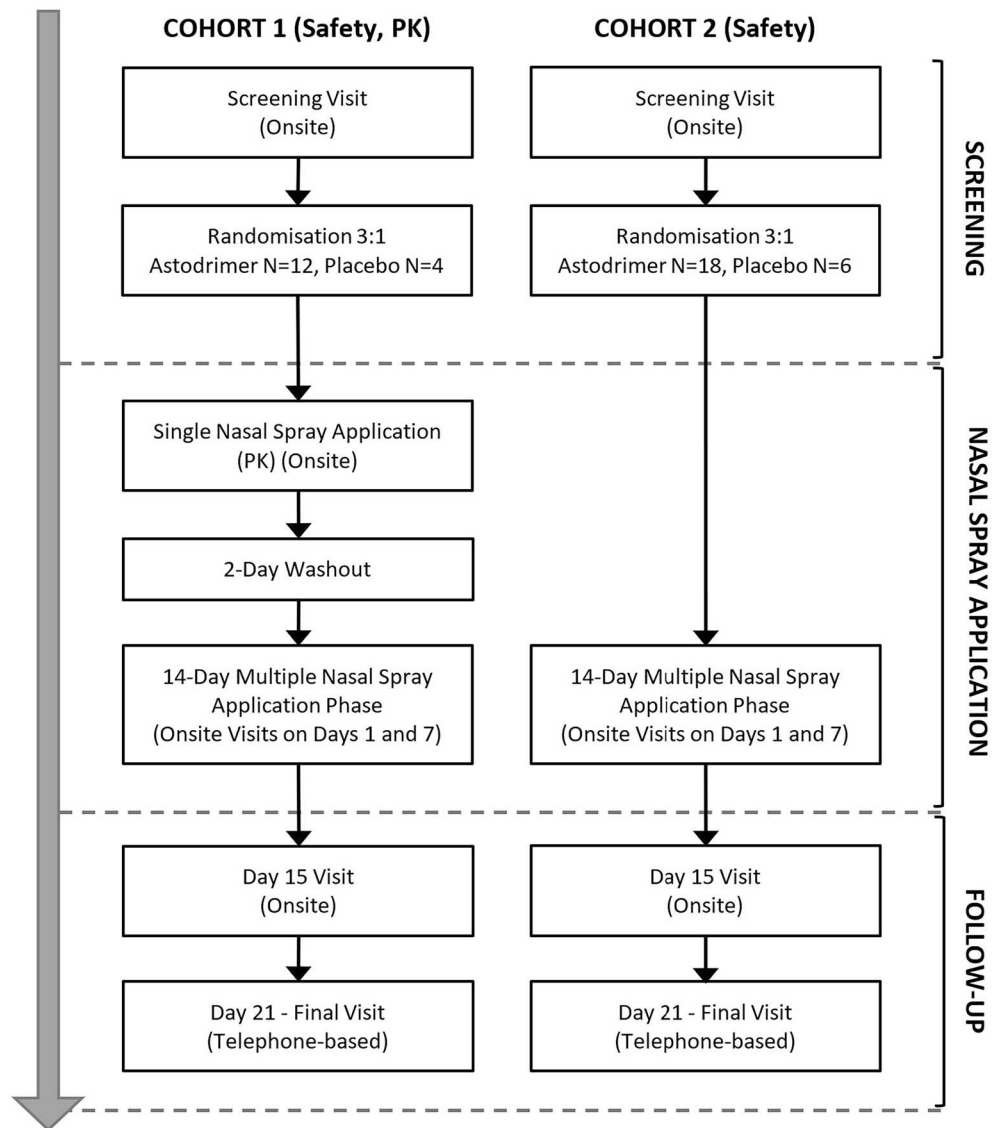 COHORT 1 (Safety, PK)
Screening Visit
(Onsite)
Randomisation 3:1
Astodrimer N=12, Placebo N=4
Single Nasal Spray Application
(PK) (Onsite)
2-Day Washout
14-Day Multiple Nasal Spray
Application Phase
(Onsite Visits on Days 1 and 7)
Day 15 Visit
(Onsite)
Day 21 - Final Visit
(Telephone-based)
COHORT 2 (Safety)
Screening Visit
(Onsite)
Randomisation 3:1
Astodrimer N=18, Placebo N=6
14-Day Multiple Nasal Spray
Application Phase
(Onsite Visits on Days 1 and 7)
Day 15 Visit
(Onsite)
Day 21 - Final Visit
(Telephone-based)
SCREENING
NASAL SPRAY APPLICATION
FOLLOW-UP